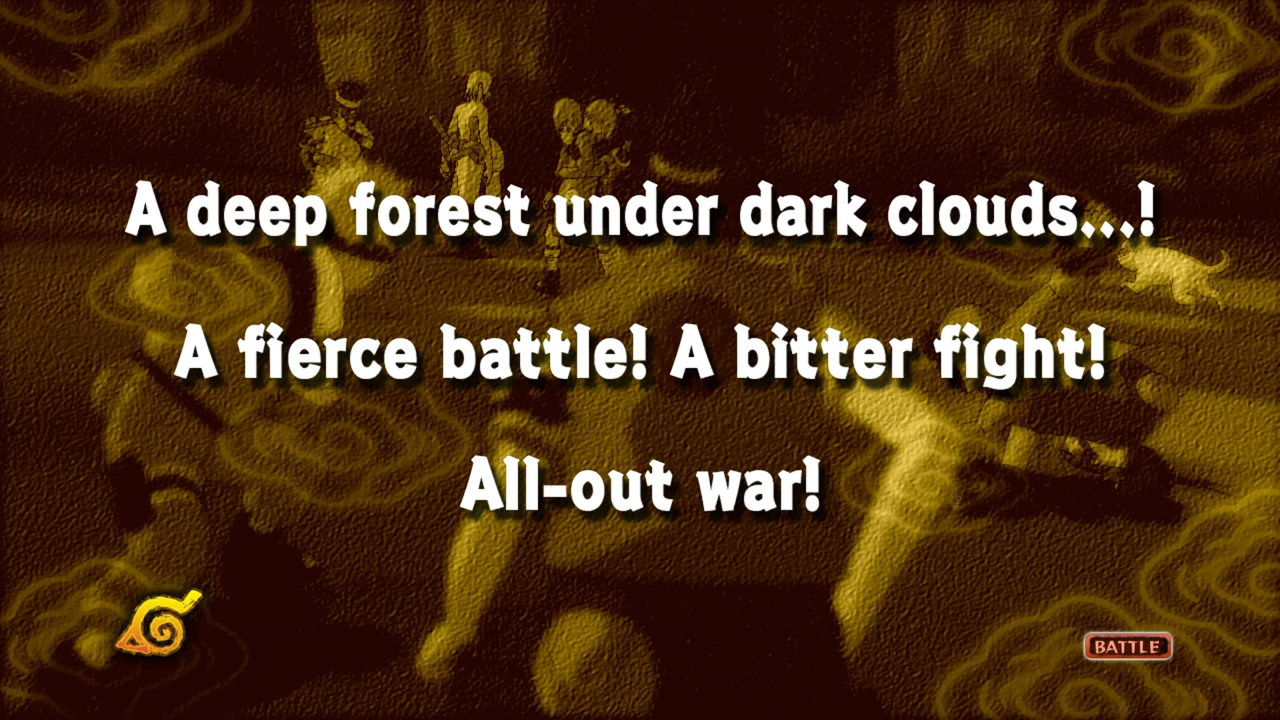 A deep forest under dark clouds...!
A fierce battle! A bitter fight!
All-out war!
BATTLE